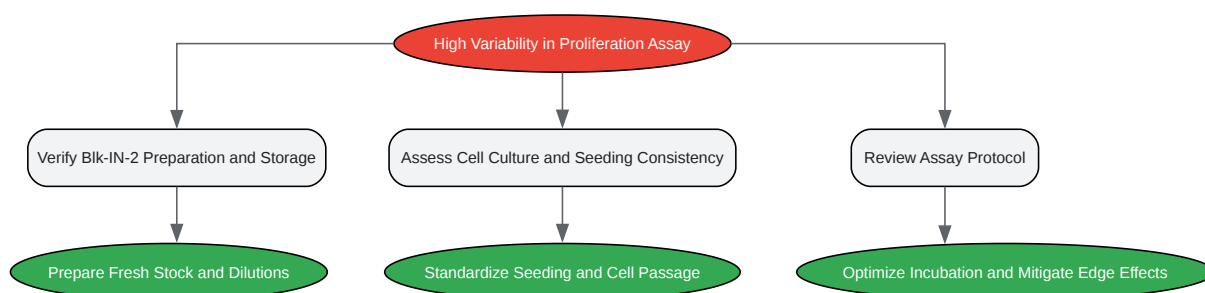 High Variability in Proliferation Assay
Verify Blk-IN-2 Preparation and Storage
Assess Cell Culture and Seeding Consistency
Review Assay Protocol
Prepare Fresh Stock and Dilutions
Standardize Seeding and Cell Passage
Optimize Incubation and Mitigate Edge Effects